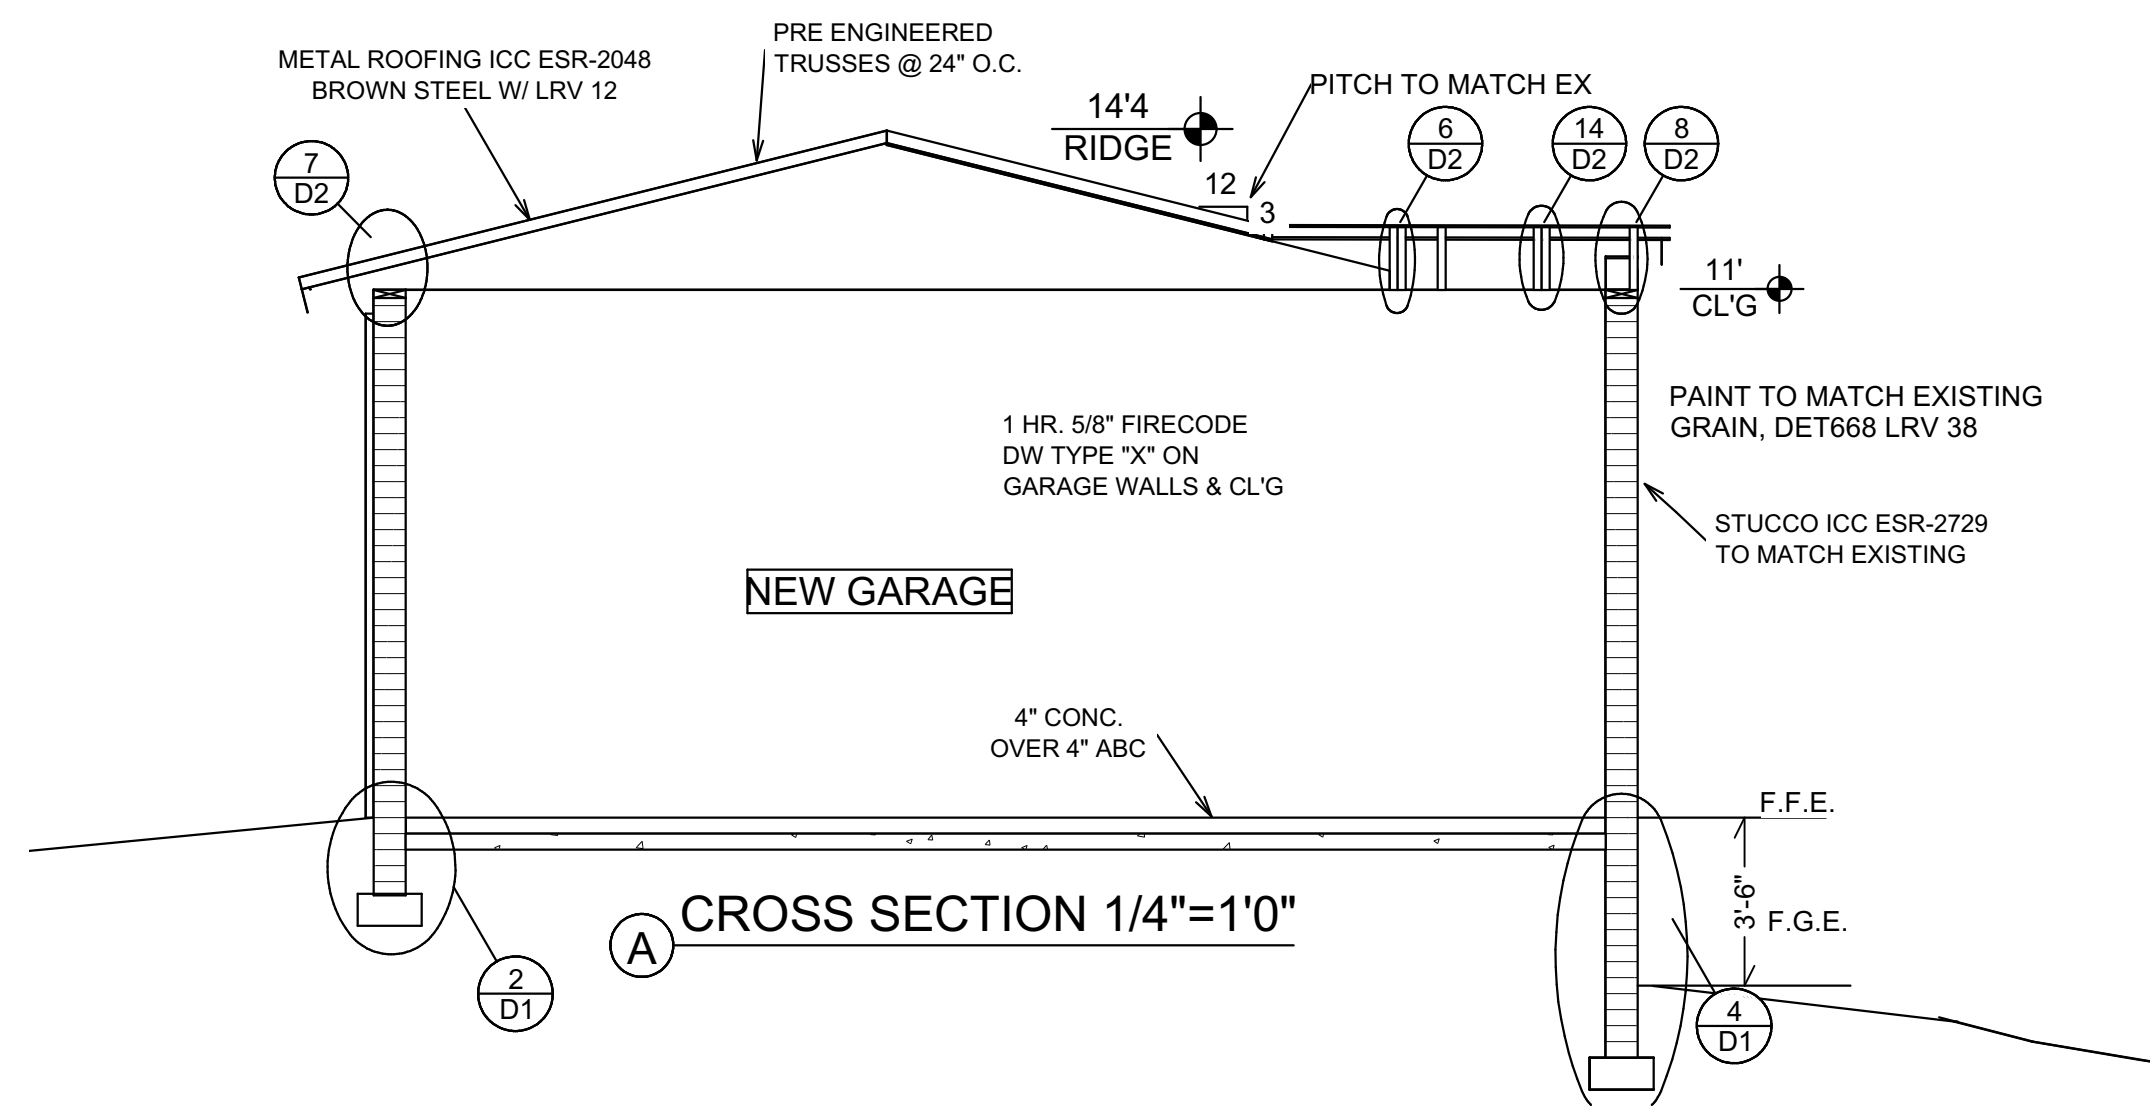 PRE ENGINEERED
TRUSSES @ 24" O.C.
METAL ROOFING ICC ESR-2048
BROWN STEEL W/ LRV 12
PITCH TO MATCH EX
14'4
RIDGE
6
D2
14
D2
8
D2
7
D2
12
3
11'
CL'G
PAINT TO MATCH EXISTING
GRAIN, DET668 LRV 38
1 HR. 5/8" FIRECODE
DW TYPE "X" ON
GARAGE WALLS & CL'G
STUCCO ICC ESR-2729
TO MATCH EXISTING
NEW GARAGE
4" CONC.
OVER 4" ABC
F.F.E.
3'-6"
F.G.E.
A
CROSS SECTION 1/4"=1'0"
2
D1
4
D1